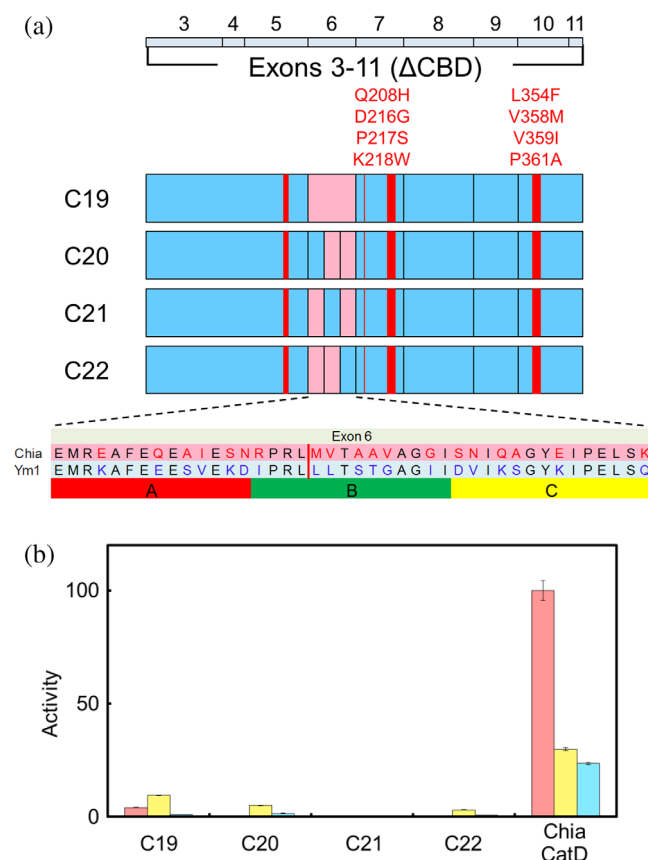 (a)
3 4 5 6 7 8 9 10 11
Exons 3-11 (ΔCBD)
Q208H L354F
D216G V358M
P217S V359I
K218W P361A
C19
C20
C21
C22
Exon 6
Chia EMREAFEQEAIESNRPRLMVTAAVAGGISNIQAGYEIPELSK
Ym1 EMRKAFEEESVEKDIPRLLLTSTGAGIIDVIKSGYKIPELSQ
A B C
(b)
100
50
0
Activity
C19 C20 C21 C22 Chia
CatD